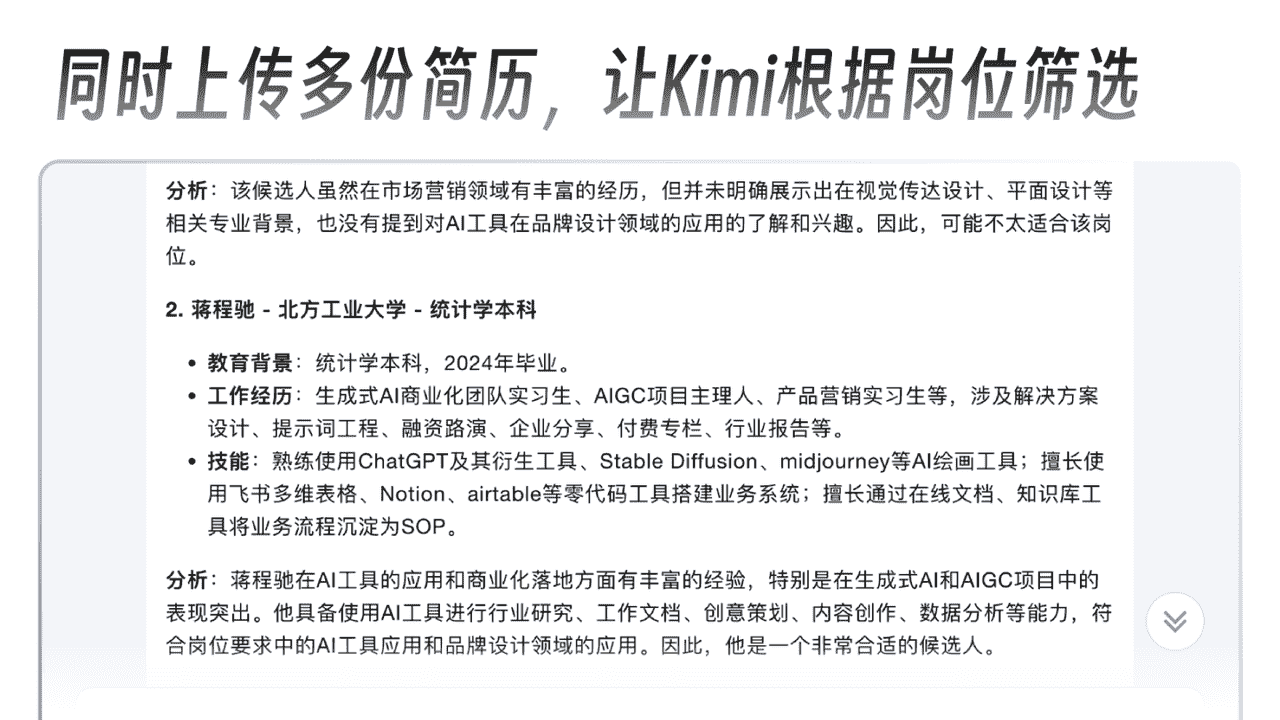 同时上传多份简历，让Kimi根据岗位筛选
分析：该候选人虽然在市场营销领域有丰富的经历，但并未明确展示出在视觉传达设计、平面设计等
相关专业背景，也没有提到对AI工具在品牌设计领域的应用的了解和兴趣。因此，可能不太适合该岗
位。
2. 蒋程驰 - 北方工业大学 - 统计学本科
• 教育背景：统计学本科，2024年毕业。
• 工作经历：生成式AI商业化团队实习生、AIGC项目主理人、产品营销实习生等，涉及解决方案
设计、提示词工程、融资路演、企业分享、付费专栏、行业报告等。
• 技能：熟练使用ChatGPT及其衍生工具、Stable Diffusion、midjourney等AI绘画工具；擅长使
用飞书多维表格、Notion、airtable等零代码工具搭建业务系统；擅长通过在线文档、知识库工
具将业务流程沉淀为SOP。
分析：蒋程驰在AI工具的应用和商业化落地方面有丰富的经验，特别是在生成式AI和AIGC项目中的
表现突出。他具备使用AI工具进行行业研究、工作文档、创意策划、内容创作、数据分析等能力，符
合岗位要求中的AI工具应用和品牌设计领域的应用。因此，他是一个非常合适的候选人。